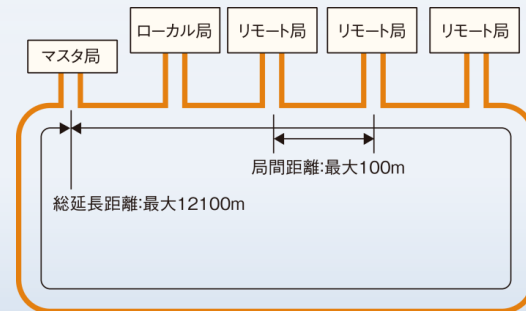 マスタ局
ローカル局
リモート局
リモート局
リモート局
局間距離:最大100m
総延長距離:最大12100m